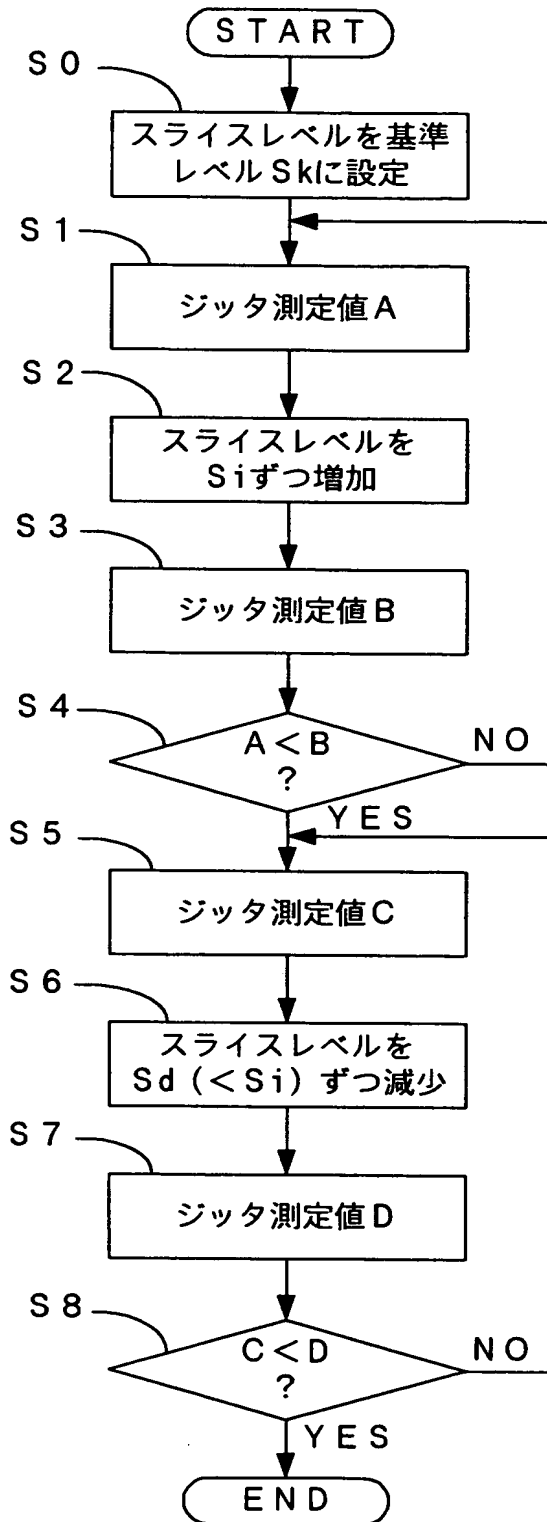 START
S0
スライスレベルを基準
レベルSkに設定
S1
ジッタ測定値A
S2
スライスレベルを
Siずつ増加
S3
ジッタ測定値B
S4
A<B
?
NO
YES
S5
ジッタ測定値C
S6
スライスレベルを
Sd(<Si)ずつ減少
S7
ジッタ測定値D
S8
C<D
?
NO
YES
END